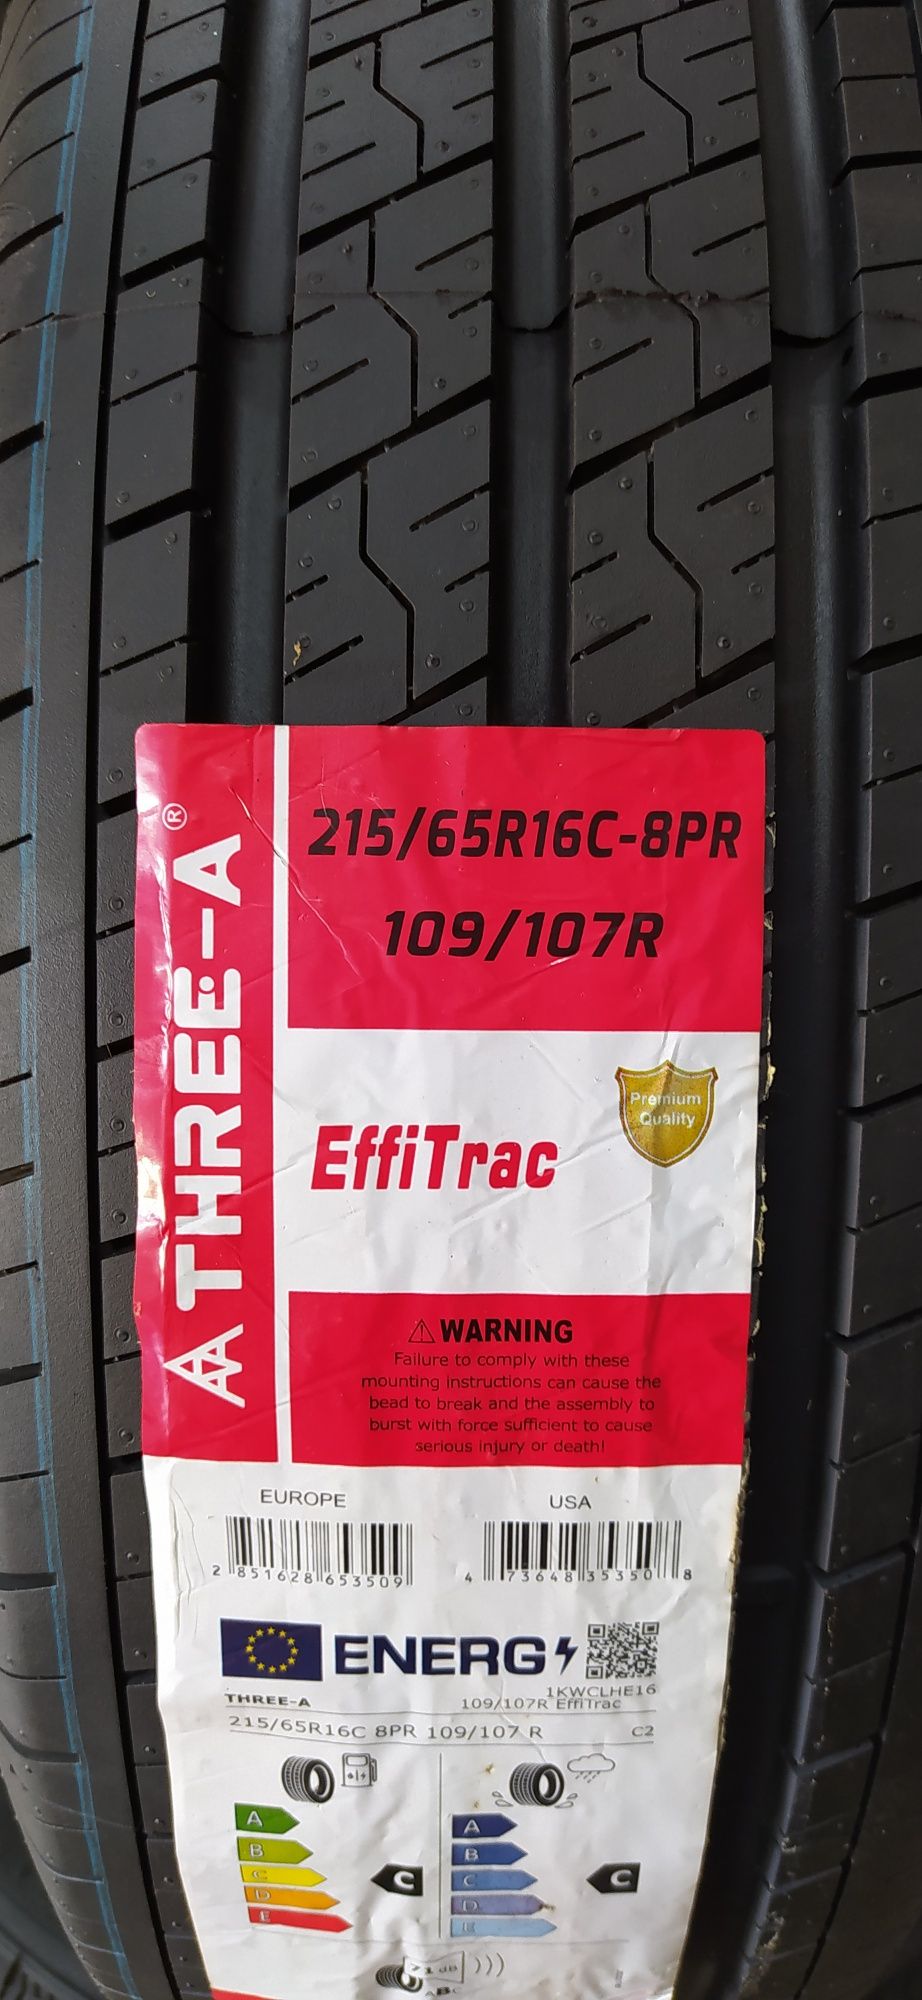 THREE-A®
215/65R16C-8PR
109/107R
EffiTrac
Premium
Quality
WARNING
Failure to comply with these
mounting instructions can cause the
bead to break and the assembly to
burst with force sufficient to cause
serious injury or death!
EUROPE
USA
2 851628 653509
4 73648 35350 8
ENERG
1KWCLHE16
THREE-A
109/107R EffiTrac
215/65R16C 8PR 109/107 R
C2
A
B
C
D
E
C
A
B
C
D
E
C
71 dB
ABC